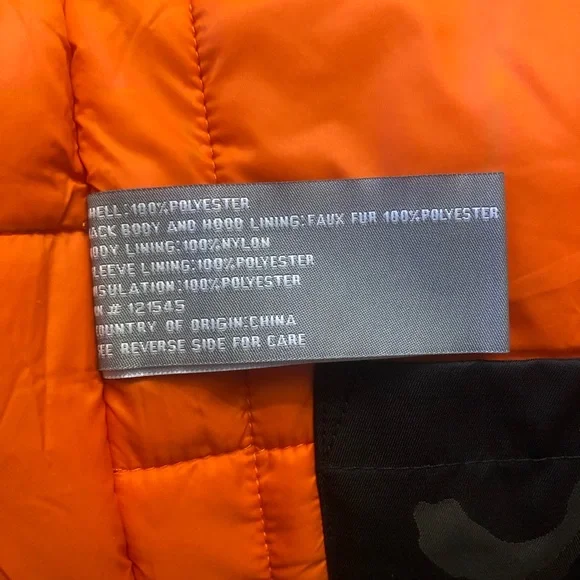 HELL:100%POLYESTER
ACK BODY AND HOOD LINING:FAUX FUR 100%POLYESTER
ODY LINING:100%NYLON
LEEVE LINING:100%POLYESTER
NSULATION:100%POLYESTER
N # 121545
COUNTRY OF ORIGIN:CHINA
EE REVERSE SIDE FOR CARE